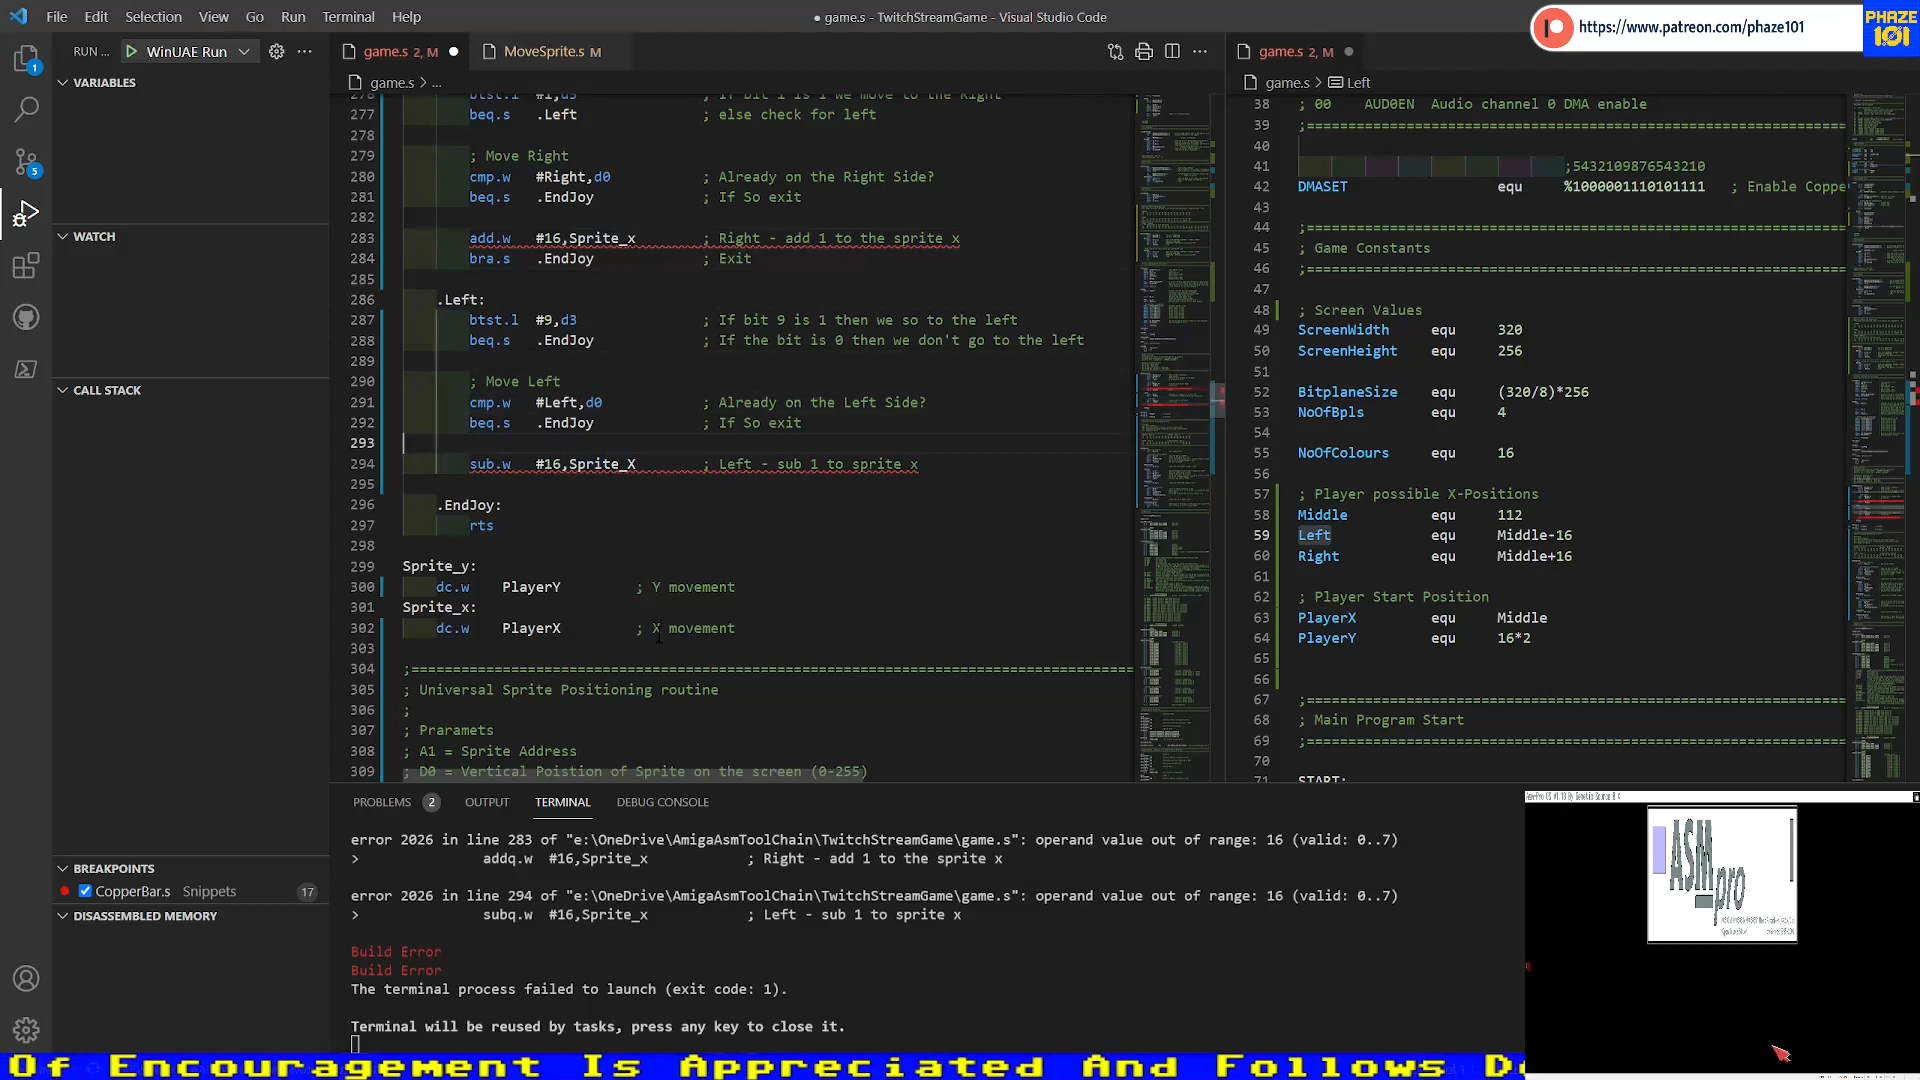 File Edit Selection View Go Run Terminal Help
● game.s - TwitchStreamGame - Visual Studio Code
https://www.patreon.com/phaze101
PHAZE 101
RUN ... WinUAE Run
game.s 2, M
MoveSprite.s M
game.s 2, M
VARIABLES
WATCH
CALL STACK
BREAKPOINTS
CopperBar.s Snippets 17
DISASSEMBLED MEMORY
1
5
game.s > ...
276 btst.l #1,d3 ; If bit 1 is 1 we move to the Right
277 beq.s .Left ; else check for left
278
279 ; Move Right
280 cmp.w #Right,d0 ; Already on the Right Side?
281 beq.s .EndJoy ; If So exit
282
283 add.w #16,Sprite_x ; Right - add 1 to the sprite x
284 bra.s .EndJoy ; Exit
285
286 .Left:
287 btst.l #9,d3 ; If bit 9 is 1 then we so to the left
288 beq.s .EndJoy ; If the bit is 0 then we don't go to the left
289
290 ; Move Left
291 cmp.w #Left,d0 ; Already on the Left Side?
292 beq.s .EndJoy ; If So exit
293
294 sub.w #16,Sprite_X ; Left - sub 1 to sprite x
295
296 .EndJoy:
297 rts
298
299 Sprite_y:
300 dc.w PlayerY ; Y movement
301 Sprite_x:
302 dc.w PlayerX ; X movement
303
304 ;========================================================================================
305 ; Universal Sprite Positioning routine
306 ;
307 ; Praramets
308 ; A1 = Sprite Address
309 ; D0 = Vertical Poistion of Sprite on the screen (0-255)
game.s > Left
38 ; 00 AUD0EN Audio channel 0 DMA enable
39 ;==================================================================
40
41 ;5432109876543210
42 DMASET equ %1000001110101111 ; Enable Coppe
43
44 ;==================================================================
45 ; Game Constants
46 ;==================================================================
47
48 ; Screen Values
49 ScreenWidth equ 320
50 ScreenHeight equ 256
51
52 BitplaneSize equ (320/8)*256
53 NoOfBpls equ 4
54
55 NoOfColours equ 16
56
57 ; Player possible X-Positions
58 Middle equ 112
59 Left equ Middle-16
60 Right equ Middle+16
61
62 ; Player Start Position
63 PlayerX equ Middle
64 PlayerY equ 16*2
65
66
67 ;==================================================================
68 ; Main Program Start
69 ;==================================================================
70
71 START:
PROBLEMS 2 OUTPUT TERMINAL DEBUG CONSOLE
error 2026 in line 283 of "e:\OneDrive\AmigaAsmToolChain\TwitchStreamGame\game.s": operand value out of range: 16 (valid: 0..7)
> addq.w #16,Sprite_x ; Right - add 1 to the sprite x
error 2026 in line 294 of "e:\OneDrive\AmigaAsmToolChain\TwitchStreamGame\game.s": operand value out of range: 16 (valid: 0..7)
> subq.w #16,Sprite_x ; Left - sub 1 to sprite x
Build Error
Build Error
The terminal process failed to launch (exit code: 1).
Terminal will be reused by tasks, press any key to close it.
ASM pro
Of Encouragement Is Appreciated And Follows D